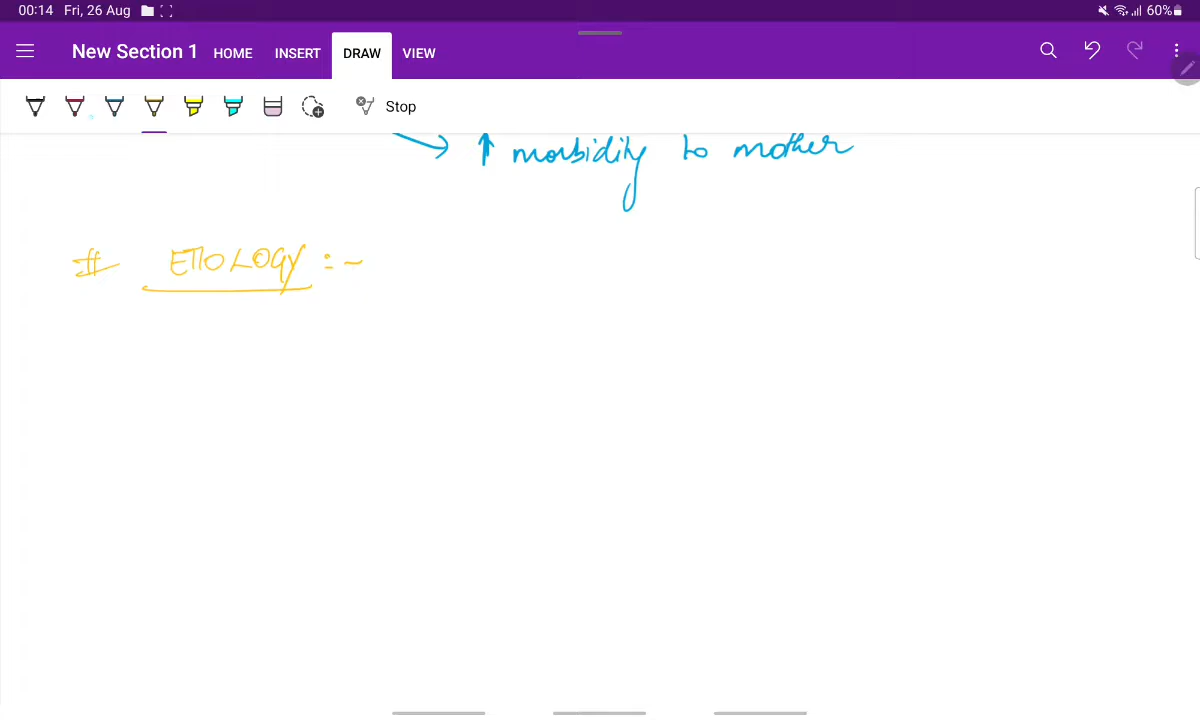 00:14 Fri, 26 Aug 60%
New Section 1 HOME INSERT DRAW VIEW
Stop
→ ↑ morbidity to mother
# ETIOLOGY :-